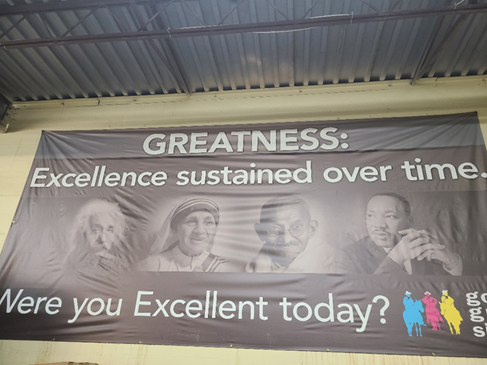 GREATNESS:
Excellence sustained over time.
Were you Excellent today?